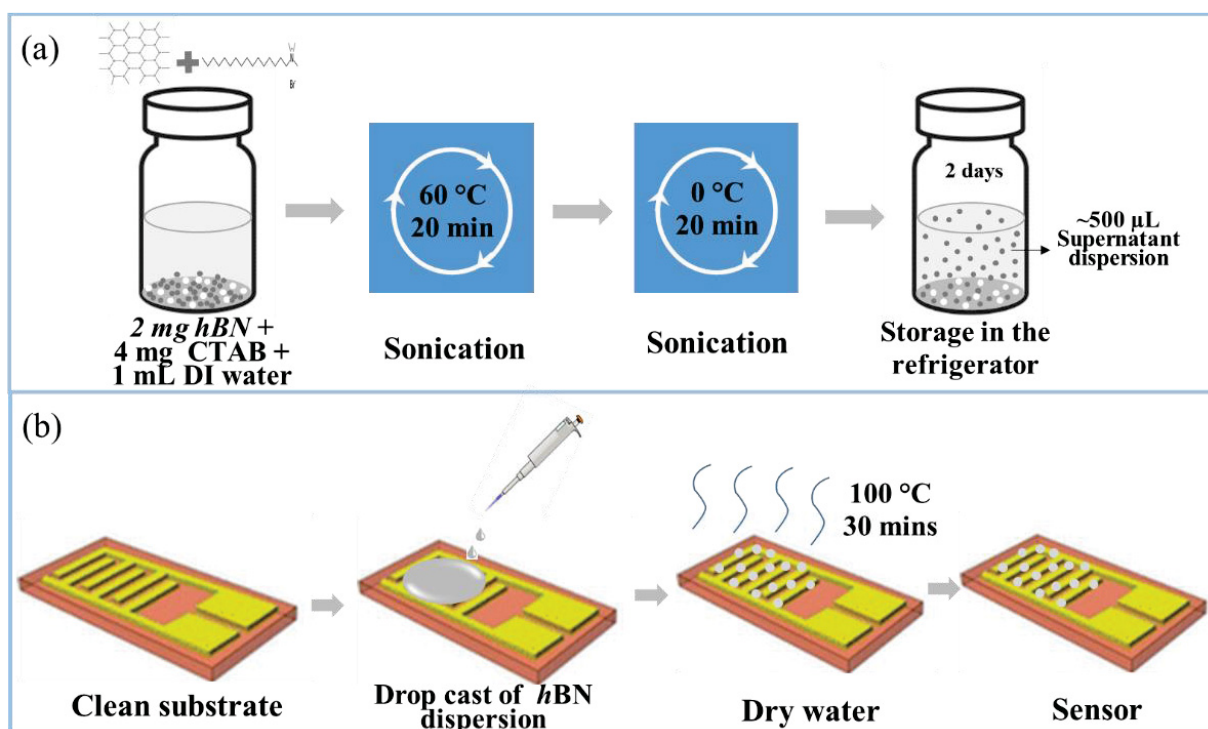 (a)
N
Br
60 °C
20 min
0 °C
20 min
2 days
~500 µL
Supernatant
dispersion
2 mg hBN +
4 mg CTAB +
1 mL DI water
Sonication
Sonication
Storage in the
refrigerator
(b)
100 °C
30 mins
Clean substrate
Drop cast of hBN
dispersion
Dry water
Sensor